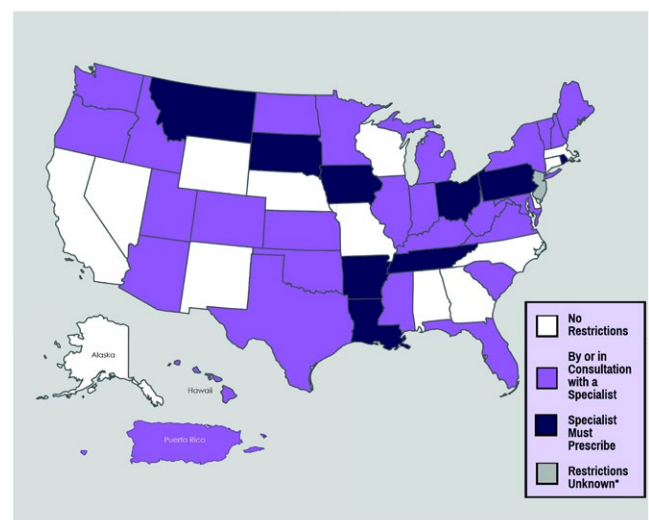 Alaska
Hawaii
Puerto Rico
No
Restrictions
By or in
Consultation
with a
Specialist
Specialist
Must
Prescribe
Restrictions
Unknown*